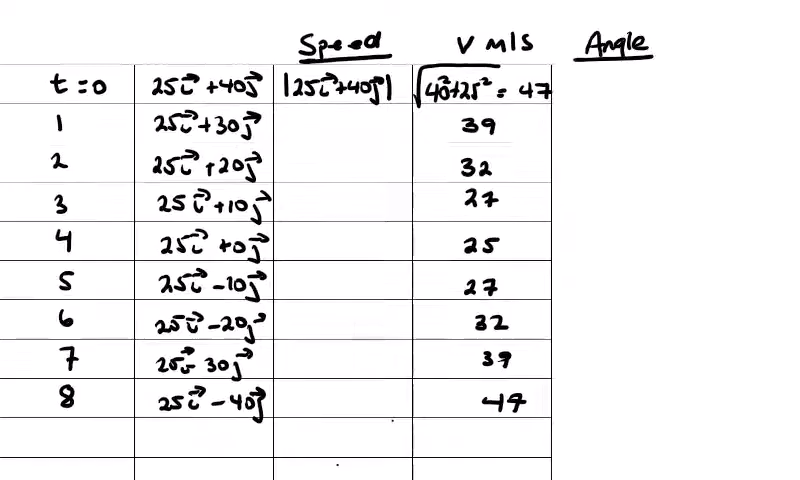 Speed V m/s Angle
t=0 25i⃗+40j⃗ |25i⃗+40j⃗| √40²+25² = 47
1 25i⃗+30j⃗ 39
2 25i⃗+20j⃗ 32
3 25i⃗+10j⃗ 27
4 25i⃗+0j⃗ 25
5 25i⃗-10j⃗ 27
6 25i⃗-20j⃗ 32
7 25i⃗-30j⃗ 39
8 25i⃗-40j⃗ 47